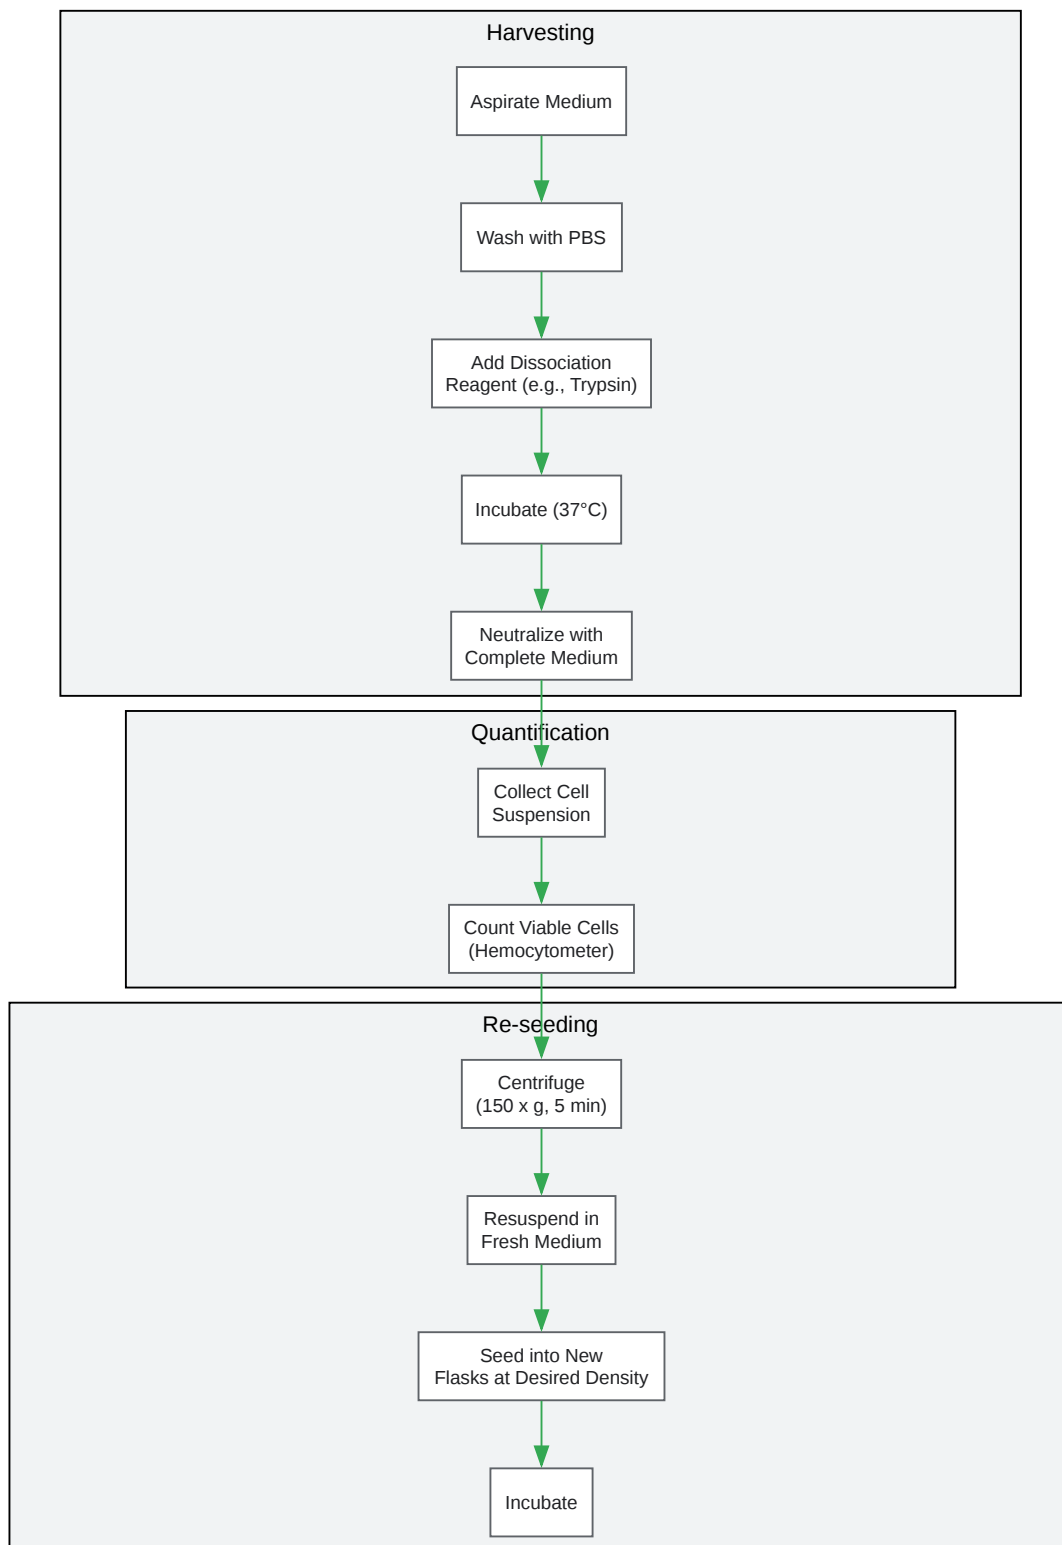 Harvesting
Aspirate Medium
Wash with PBS
Add Dissociation
Reagent (e.g., Trypsin)
Incubate (37°C)
Neutralize with
Complete Medium
Quantification
Collect Cell
Suspension
Count Viable Cells
(Hemocytometer)
Re-seeding
Centrifuge
(150 x g, 5 min)
Resuspend in
Fresh Medium
Seed into New
Flasks at Desired Density
Incubate